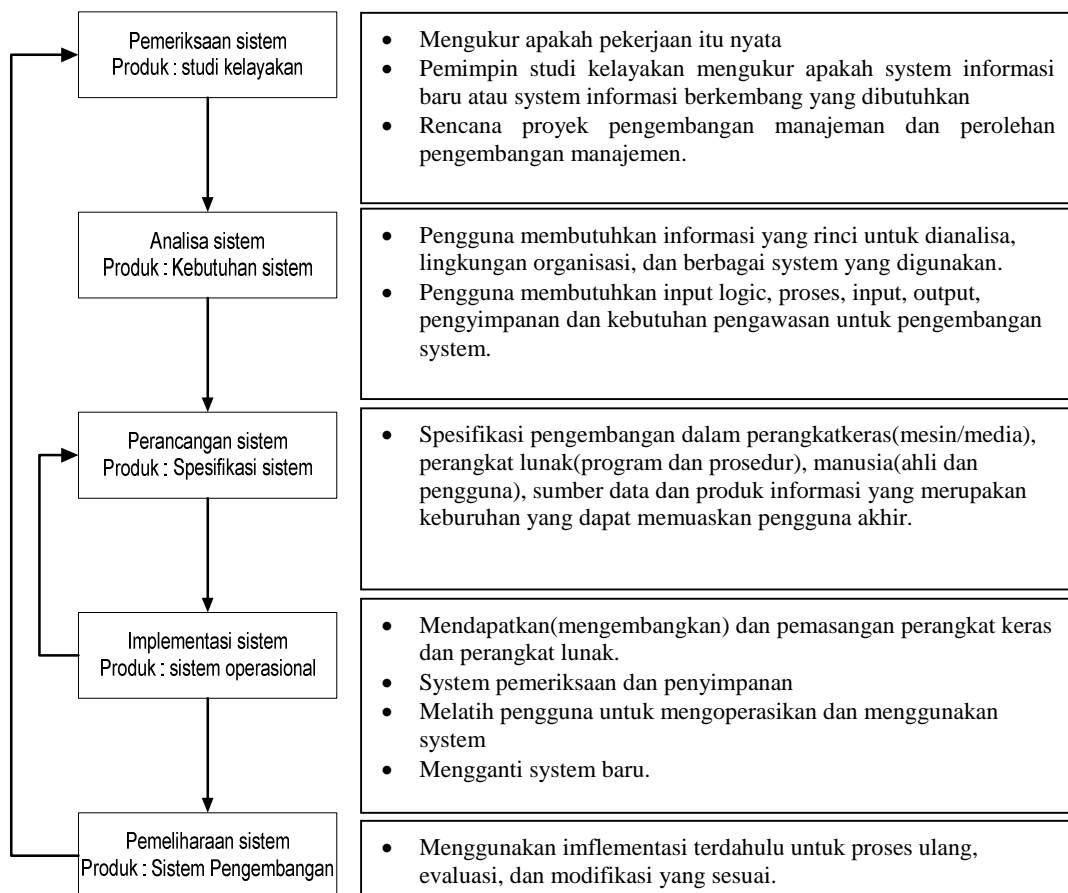 Pemeriksaan sistem
Produk : studi kelayakan
• Mengukur apakah pekerjaan itu nyata
• Pemimpin studi kelayakan mengukur apakah system informasi
baru atau system informasi berkembang yang dibutuhkan
• Rencana proyek pengembangan manajeman dan perolehan
pengembangan manajemen.
Analisa sistem
Produk : Kebutuhan sistem
• Pengguna membutuhkan informasi yang rinci untuk dianalisa,
lingkungan organisasi, dan berbagai system yang digunakan.
• Pengguna membutuhkan input logic, proses, input, output,
pengyimpanan dan kebutuhan pengawasan untuk pengembangan
system.
Perancangan sistem
Produk : Spesifikasi sistem
• Spesifikasi pengembangan dalam perangkatkeras(mesin/media),
perangkat lunak(program dan prosedur), manusia(ahli dan
pengguna), sumber data dan produk informasi yang merupakan
keburuhan yang dapat memuaskan pengguna akhir.
Implementasi sistem
Produk : sistem operasional
• Mendapatkan(mengembangkan) dan pemasangan perangkat keras
dan perangkat lunak.
• System pemeriksaan dan penyimpanan
• Melatih pengguna untuk mengoperasikan dan menggunakan
system
• Mengganti system baru.
Pemeliharaan sistem
Produk : Sistem Pengembangan
• Menggunakan imflementasi terdahulu untuk proses ulang,
evaluasi, dan modifikasi yang sesuai.